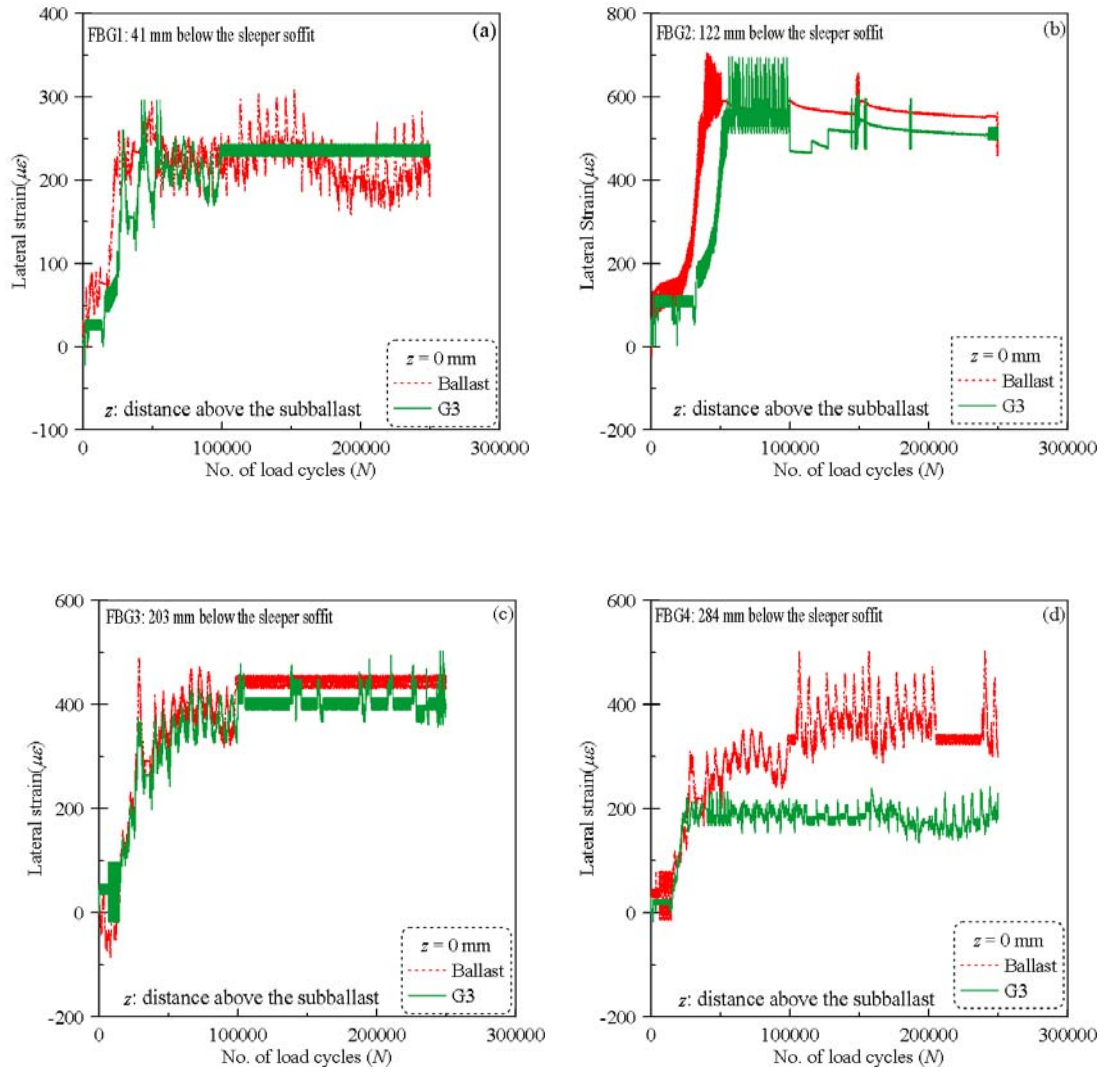 400
FBG1: 41 mm below the sleeper soffit
(a)
300
200
100
0
-100
Lateral strain(με)
z = 0 mm
Ballast
G3
z: distance above the subballast
0
100000
200000
300000
No. of load cycles (N)
800
FBG2: 122 mm below the sleeper soffit
(b)
600
400
200
0
-200
Lateral Strain(με)
z = 0 mm
Ballast
G3
z: distance above the subballast
0
100000
200000
300000
No. of load cycles (N)
600
FBG3: 203 mm below the sleeper soffit
(c)
400
200
0
-200
Lateral strain(με)
z = 0 mm
Ballast
G3
z: distance above the subballast
0
100000
200000
300000
No. of load cycles (N)
600
FBG4: 284 mm below the sleeper soffit
(d)
400
200
0
-200
Lateral strain(με)
z = 0 mm
Ballast
G3
z: distance above the subballast
0
100000
200000
300000
No. of load cycles (N)